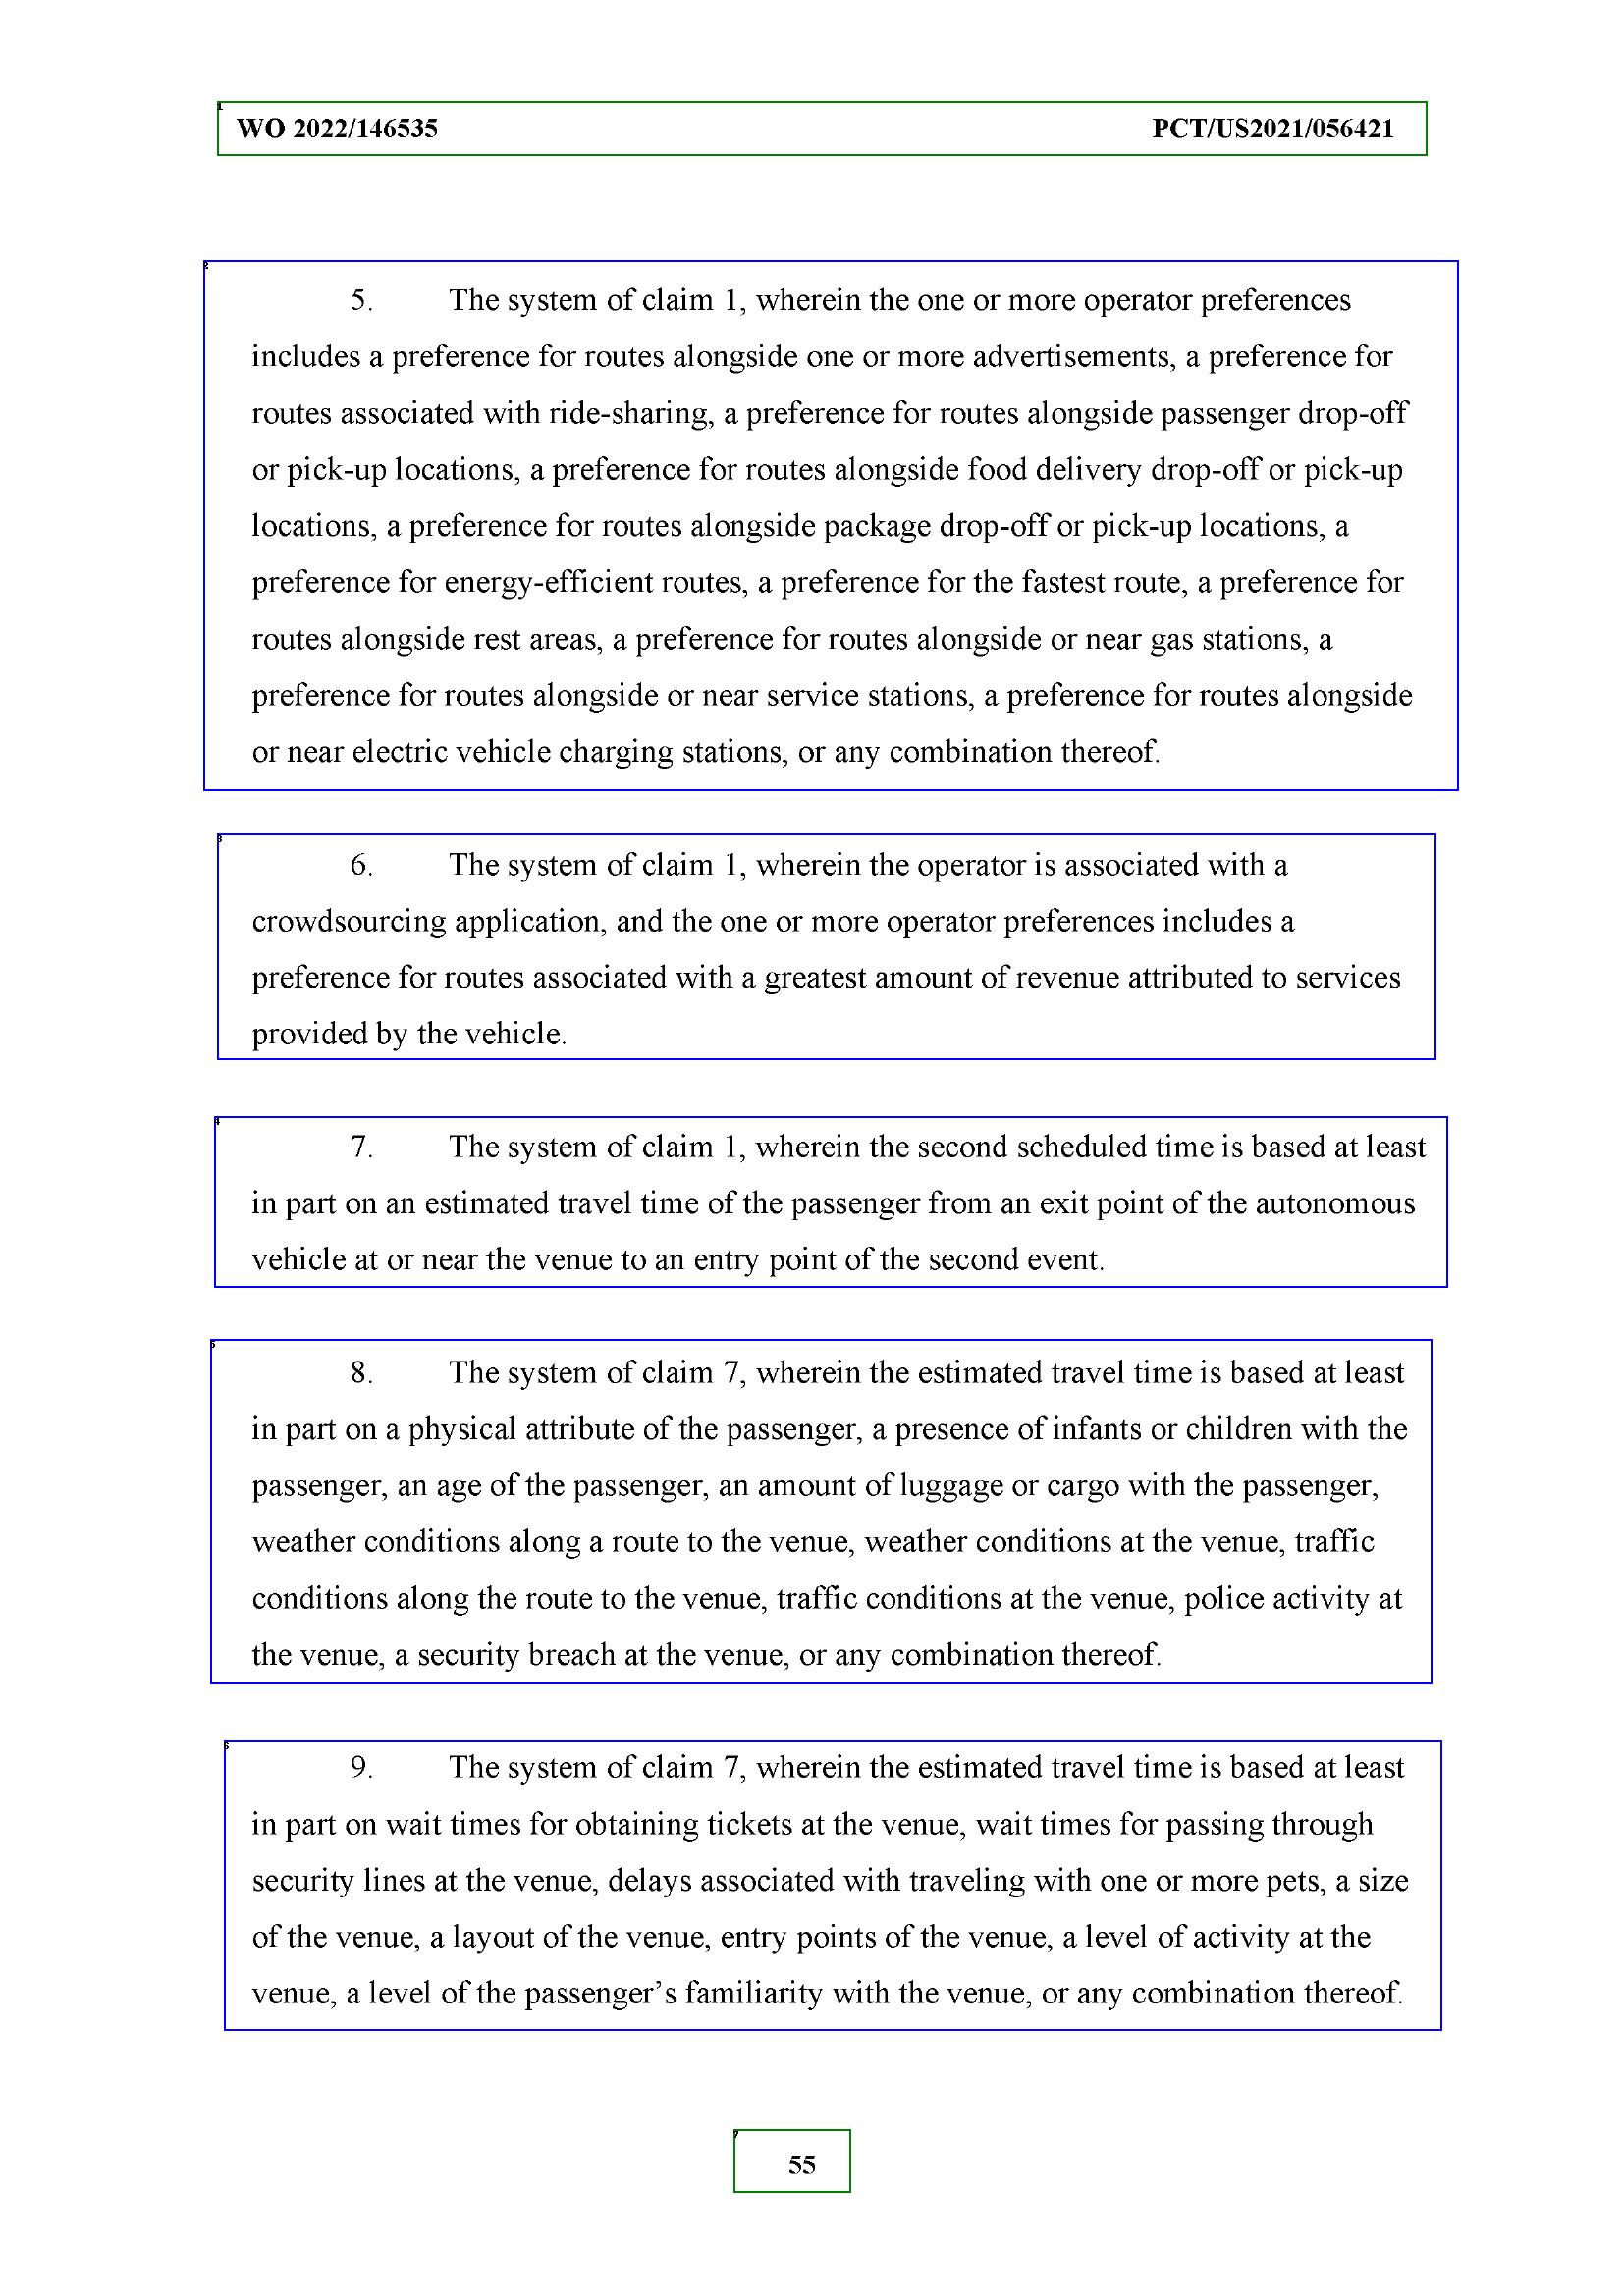 WO 2022/146535 PCT/US2021/056421
5. The system of claim 1, wherein the one or more operator preferences
includes a preference for routes alongside one or more advertisements, a preference for
routes associated with ride-sharing, a preference for routes alongside passenger drop-off
or pick-up locations, a preference for routes alongside food delivery drop-off or pick-up
locations, a preference for routes alongside package drop-off or pick-up locations, a
preference for energy-efficient routes, a preference for the fastest route, a preference for
routes alongside rest areas, a preference for routes alongside or near gas stations, a
preference for routes alongside or near service stations, a preference for routes alongside
or near electric vehicle charging stations, or any combination thereof.
6. The system of claim 1, wherein the operator is associated with a
crowdsourcing application, and the one or more operator preferences includes a
preference for routes associated with a greatest amount of revenue attributed to services
provided by the vehicle.
7. The system of claim 1, wherein the second scheduled time is based at least
in part on an estimated travel time of the passenger from an exit point of the autonomous
vehicle at or near the venue to an entry point of the second event.
8. The system of claim 7, wherein the estimated travel time is based at least
in part on a physical attribute of the passenger, a presence of infants or children with the
passenger, an age of the passenger, an amount of luggage or cargo with the passenger,
weather conditions along a route to the venue, weather conditions at the venue, traffic
conditions along the route to the venue, traffic conditions at the venue, police activity at
the venue, a security breach at the venue, or any combination thereof.
9. The system of claim 7, wherein the estimated travel time is based at least
in part on wait times for obtaining tickets at the venue, wait times for passing through
security lines at the venue, delays associated with traveling with one or more pets, a size
of the venue, a layout of the venue, entry points of the venue, a level of activity at the
venue, a level of the passenger’s familiarity with the venue, or any combination thereof.
55